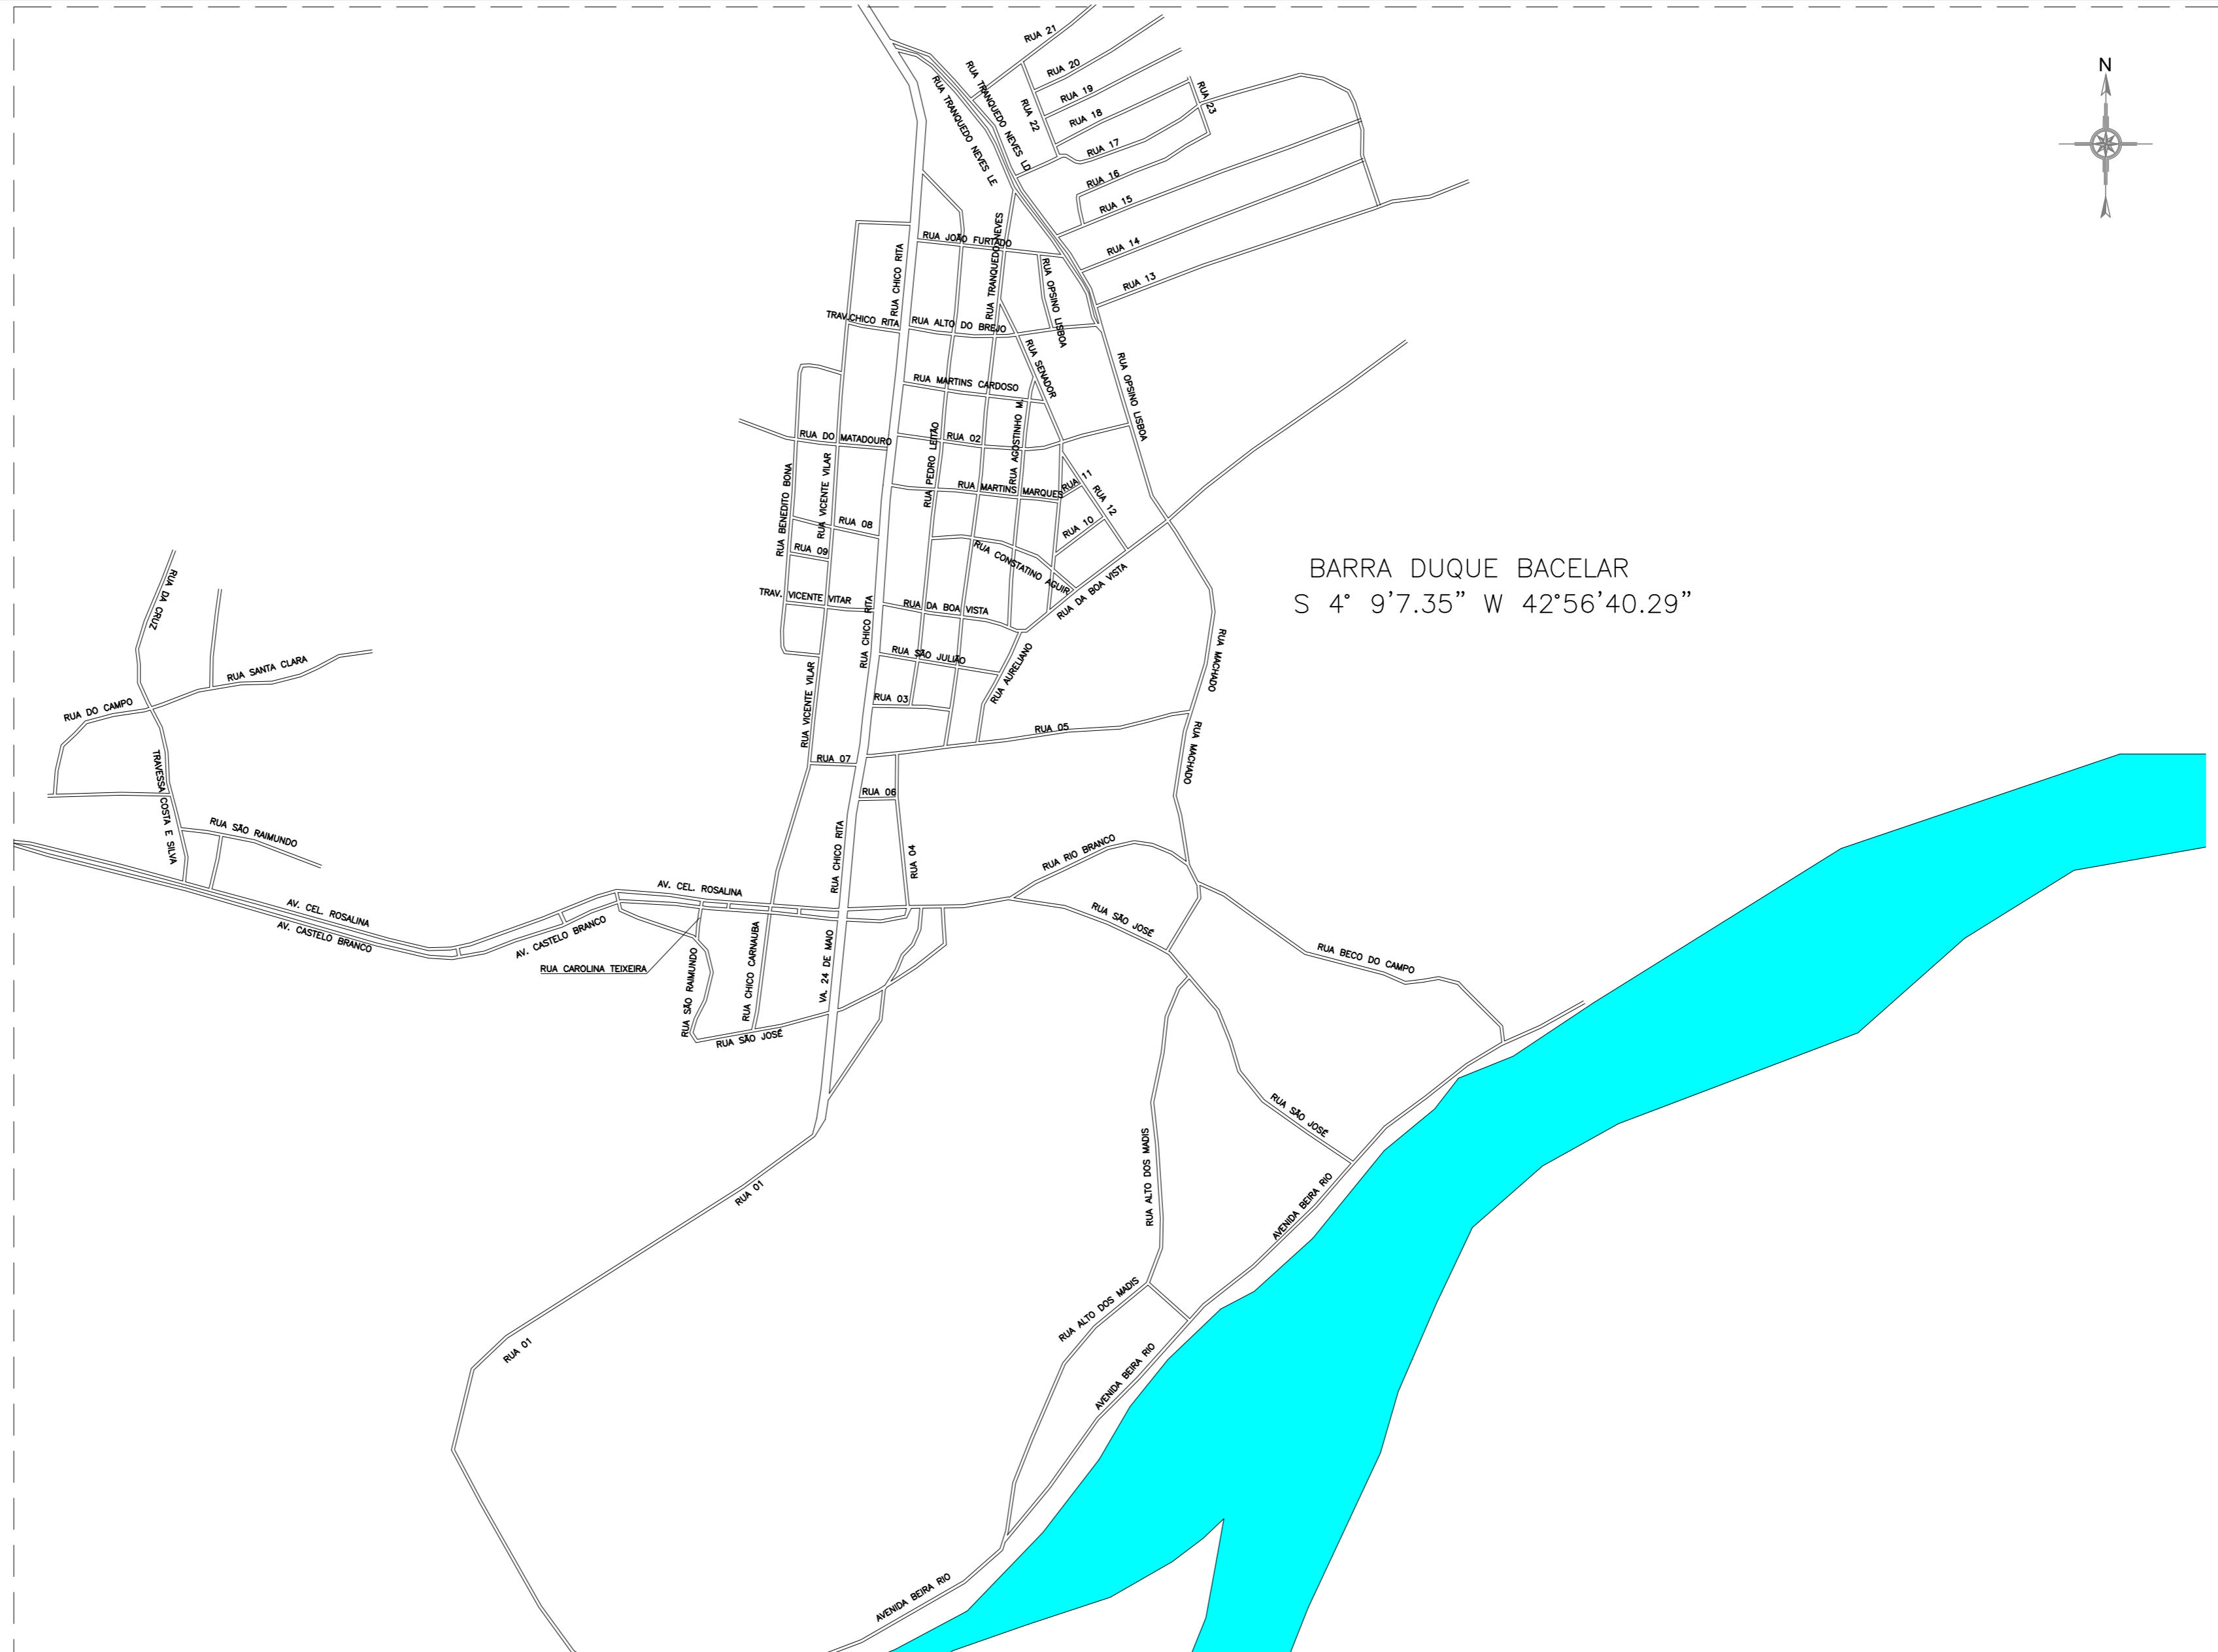 RUA 21
N
RUA 20
RUA TRANQUEDO NEVES LD
RUA 19
RUA 23
RUA TRANQUEDO NEVES LE
RUA 22
RUA 18
RUA 17
RUA 16
RUA 15
RUA JOÃO FURTADO
RUA TRANQUEDO NEVES
RUA 14
RUA CHICO RITA
RUA OPSINO LISBOA
RUA 13
TRAV.CHICO RITA
RUA ALTO DO BREJO
RUA SENADOR
RUA OPSINO LISBOA
RUA MARTINS CARDOSO
RUA AGOSTINHO M.
RUA DO MATADOURO
RUA 02
RUA PEDRO LEITÃO
RUA BENEDITO BONA
RUA VICENTE VILAR
RUA MARTINS MARQUES
RUA 11
RUA 12
RUA 08
RUA 10
RUA 09
RUA CONSTATINO AGUIR
RUA DA BOA VISTA
BARRA DUQUE BACELAR
S 4° 9'7.35" W 42°56'40.29"
RUA DA CRUZ
TRAV. VICENTE VITAR
RUA DA BOA VISTA
RUA CHICO RITA
RUA SÃO JULIÃO
RUA AURELIANO
RUA MACHADO
RUA SANTA CLARA
RUA DO CAMPO
RUA VICENTE VILAR
RUA 03
RUA 05
RUA MACHADO
RUA 07
TRAVESSA COSTA E SILVA
RUA 06
RUA SÃO RAIMUNDO
RUA CHICO RITA
RUA 04
RUA RIO BRANCO
AV. CEL. ROSALINA
AV. CEL. ROSALINA
AV. CASTELO BRANCO
AV. CASTELO BRANCO
RUA SÃO JOSÉ
RUA CAROLINA TEIXEIRA
RUA SÃO RAIMUNDO
RUA CHICO CARNAUBA
VA. 24 DE MAIO
RUA BECO DO CAMPO
RUA SÃO JOSÉ
RUA SÃO JOSÉ
RUA ALTO DOS MADIS
RUA 01
AVENIDA BEIRA RIO
RUA ALTO DOS MADIS
RUA 01
AVENIDA BEIRA RIO
AVENIDA BEIRA RIO